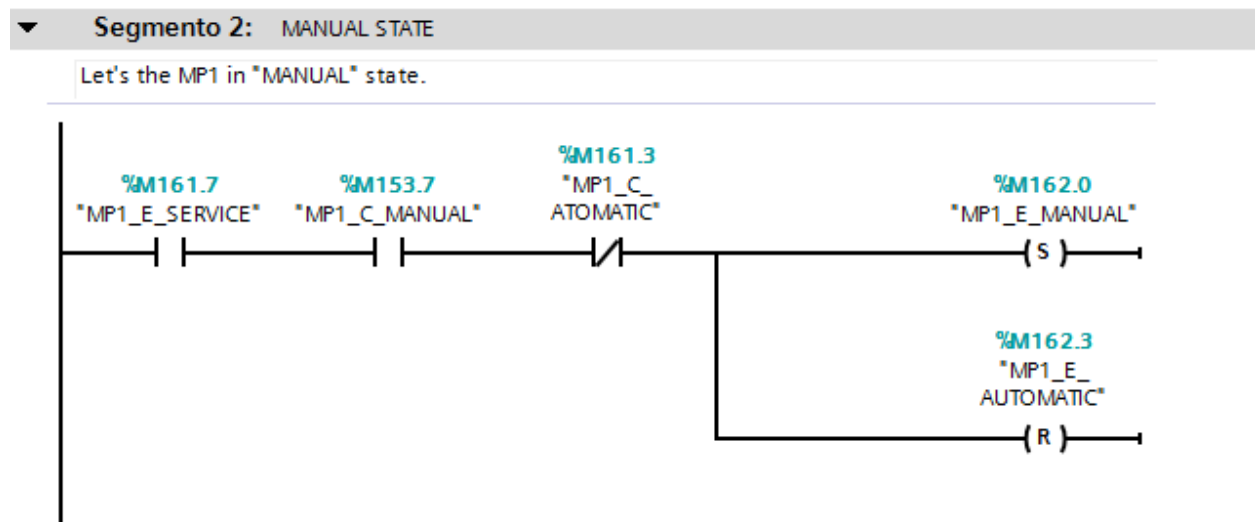 Segmento 2: MANUAL STATE
Let's the MP1 in "MANUAL" state.
%M161.7
"MP1_E_SERVICE"
%M153.7
"MP1_C_MANUAL"
%M161.3
"MP1_C_
ATOMATIC"
%M162.0
"MP1_E_MANUAL"
S
%M162.3
"MP1_E_
AUTOMATIC"
R